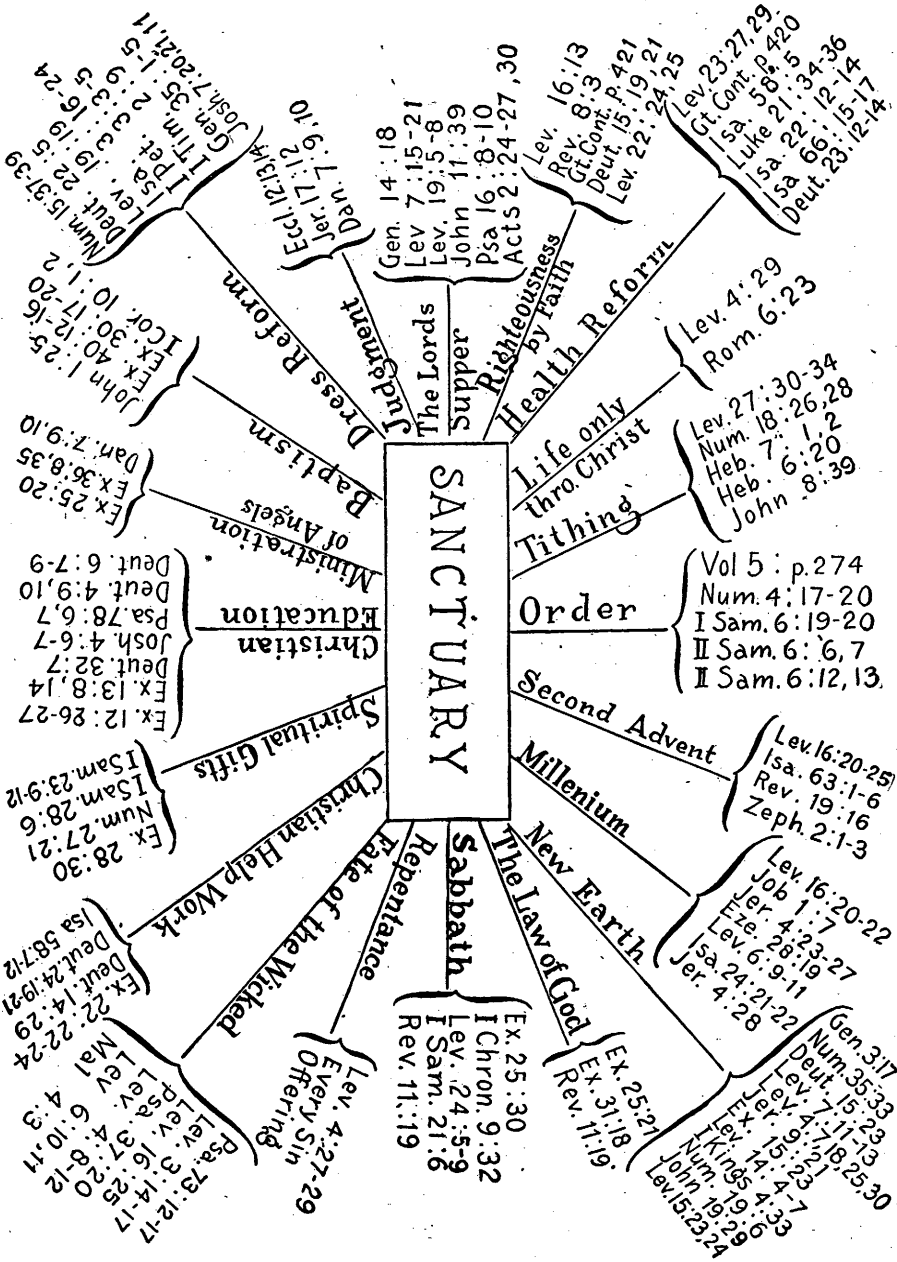 SANCTUARY
The Lords
Supper
Gen. 14:18
Lev 7:15-21
Lev. 19:5-8
John 11:39
Psa 16:8-10
Acts 2:24-27,30
Righteousness
by Faith
Lev. 16:13
Rev. 8:3
Gt.Cont. p.421
Deut. 15:19,21
Lev. 22:24,25
Health Reform
Lev. 23:27,29.
Gt.Cont. p.420
Isa. 58:5
Luke 21:34-36
Isa. 22:12-14
Isa 66:15-17
Deut. 23:12-14
Life only
thro. Christ
Lev. 4:29
Rom. 6:23
Tithing
Lev. 27:30-34
Num. 18:26,28
Heb. 7:1,2
Heb. 6:20
John 8:39
Order
Vol 5: p.274
Num. 4:17-20
I Sam. 6:19-20
II Sam. 6:6,7
II Sam. 6:12,13.
Second Advent
Lev. 16:20-25
Isa. 63:1-6
Rev. 19:16
Zeph. 2:1-3
Millenium
Lev. 16:20-22
Job 1:7
Jer. 4:23-27
Eze. 28:19
Lev. 6:9-11
Isa. 24:21-22
Jer. 4:28
New Earth
Gen. 3:17
Num. 35:33
Deut. 15:23
Lev. 7:11-13
Lev. 4:7,18,25,30
Jer. 9:21
Ex. 15:23
Lev. 14:4-7
I Kings 4:33
Num. 19:6
John 19:29
Lev. 15:23,24
The Law of God
Ex. 25:21
Ex. 31:18
Rev. 11:19
Sabbath
Ex. 25:30
I Chron. 9:32
Lev. 24:5-9
I Sam. 21:6
Rev. 11:19
Repentance
Lev. 4:27-29
Every Sin
Offering
Fate of the Wicked
Psa. 73:12-17
Lev. 3:14-17
Lev. 16:25
Psa. 37:20
Lev. 4:8-12
Lev 6:10,11
Mal 4:3
Christian Help Work
Ex. 22:22-24
Deut. 14:29
Deut. 24:19-21
Isa 58:7-12
Spiritual Gifts
Ex. 28:30
Num. 27:21
I Sam. 28:6
I Sam. 23:9-12
Christian
Education
Ex. 12:26-27
Ex. 13:8,14
Deut. 32:7
Josh. 4:6-7
Psa. 78:6,7
Deut. 4:9,10
Deut. 6:7-9
Ministration
of Angels
Ex 25:20
Ex 36:8,35
Dan. 7:9,10
Baptism
John 1:25
Ex. 40:12-16
Ex. 30:17-20
I Cor. 10:1,2
Dress Reform
Num. 15:37-39
Deut. 22:5
Lev. 19:19
Isa. 3:16-24
I Pet. 3:3-5
I Tim. 2:9
Gen. 35:1-5
Josh. 7:20,21,11
Judgment
Eccl 12:13,14
Jer. 17:12
Dan. 7:9,10